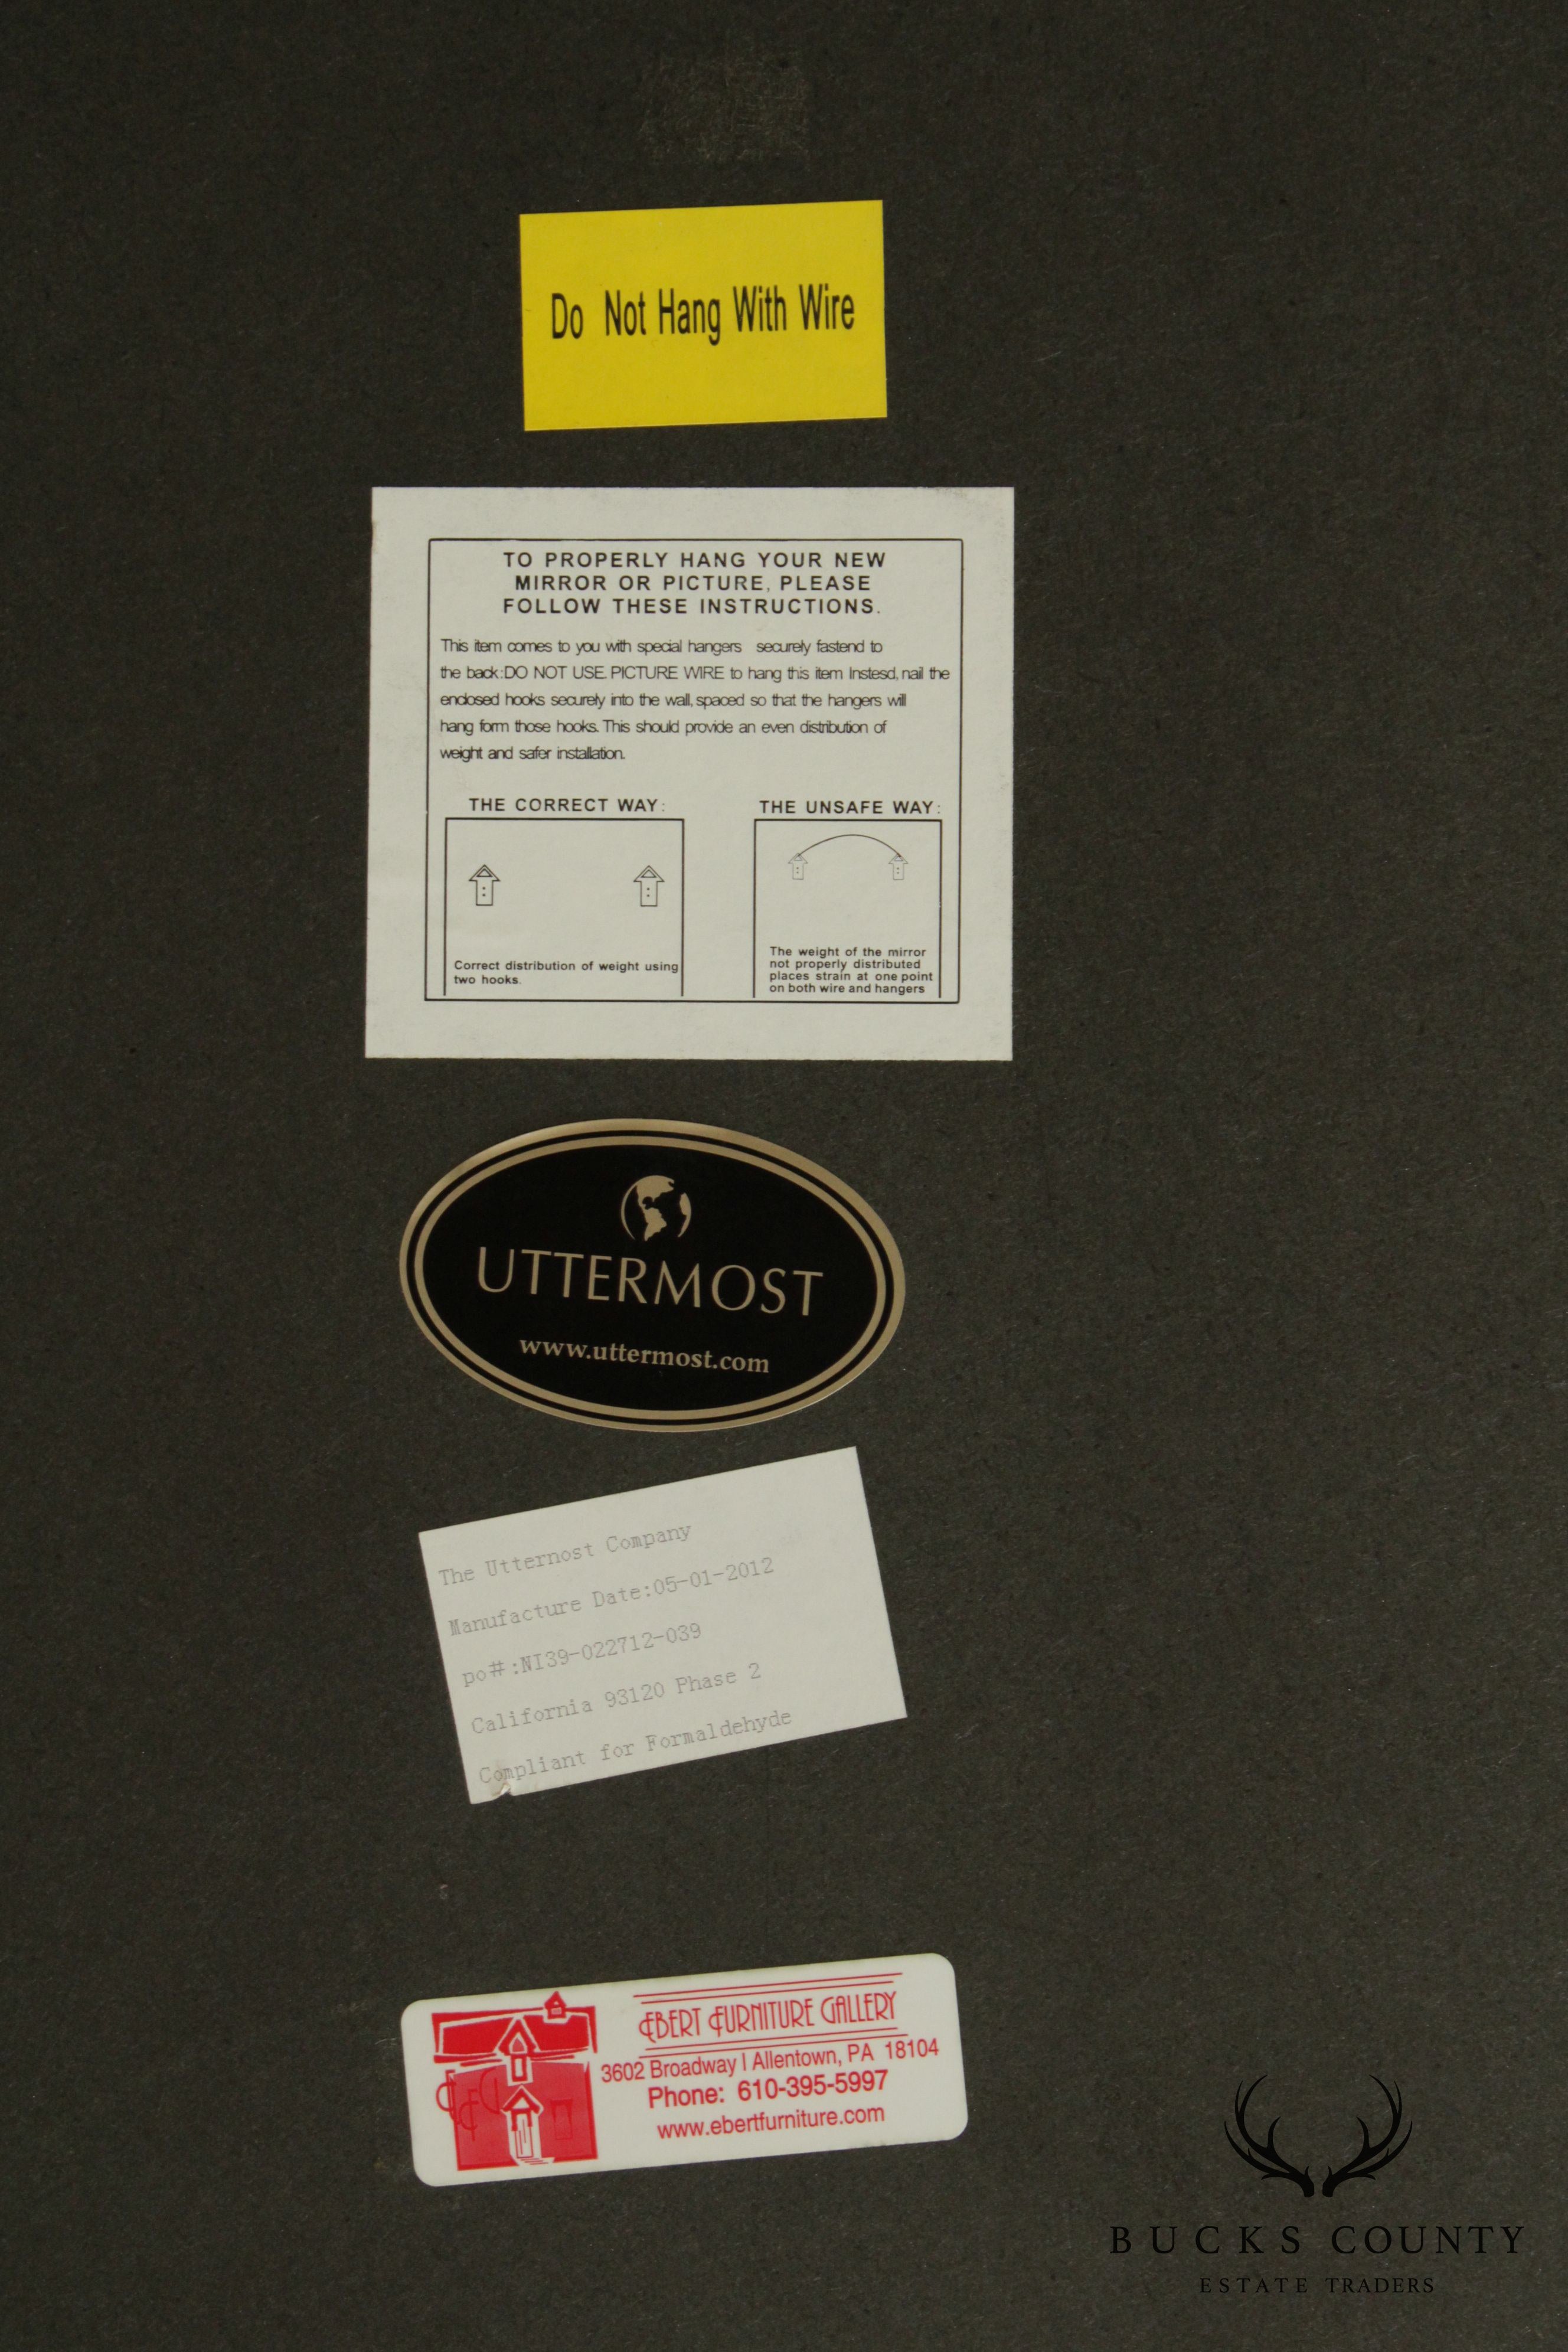 Do Not Hang With Wire
TO PROPERLY HANG YOUR NEW
MIRROR OR PICTURE, PLEASE
FOLLOW THESE INSTRUCTIONS.
This item comes to you with special hangers securely fastend to
the back:DO NOT USE PICTURE WIRE to hang this item Instesd, nail the
enclosed hooks securely into the wall, spaced so that the hangers will
hang form those hooks. This should provide an even distribution of
weight and safer installation.
THE CORRECT WAY:
Correct distribution of weight using
two hooks.
THE UNSAFE WAY:
The weight of the mirror
not properly distributed
places strain at one point
on both wire and hangers
UTTERMOST
www.uttermost.com
The Utternost Company
Manufacture Date:05-01-2012
po#:NI39-022712-039
California 93120 Phase 2
Compliant for Formaldehyde
EBERT FURNITURE GALLERY
3602 Broadway | Allentown, PA 18104
Phone: 610-395-5997
www.ebertfurniture.com
BUCKS COUNTY
ESTATE TRADERS